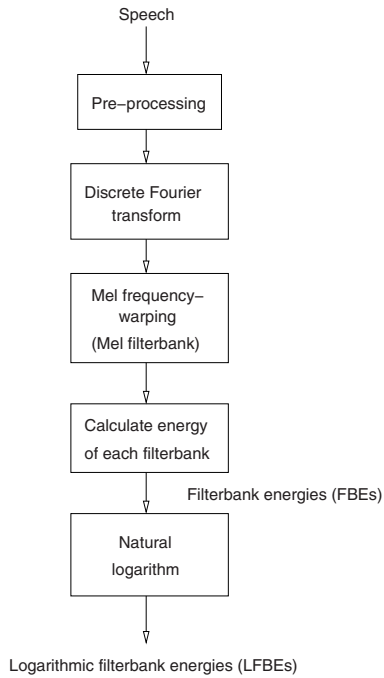 Speech
Pre−processing
Discrete Fourier
transform
Mel frequency−
warping
(Mel filterbank)
Calculate energy
of each filterbank
Filterbank energies (FBEs)
Natural
logarithm
Logarithmic filterbank energies (LFBEs)